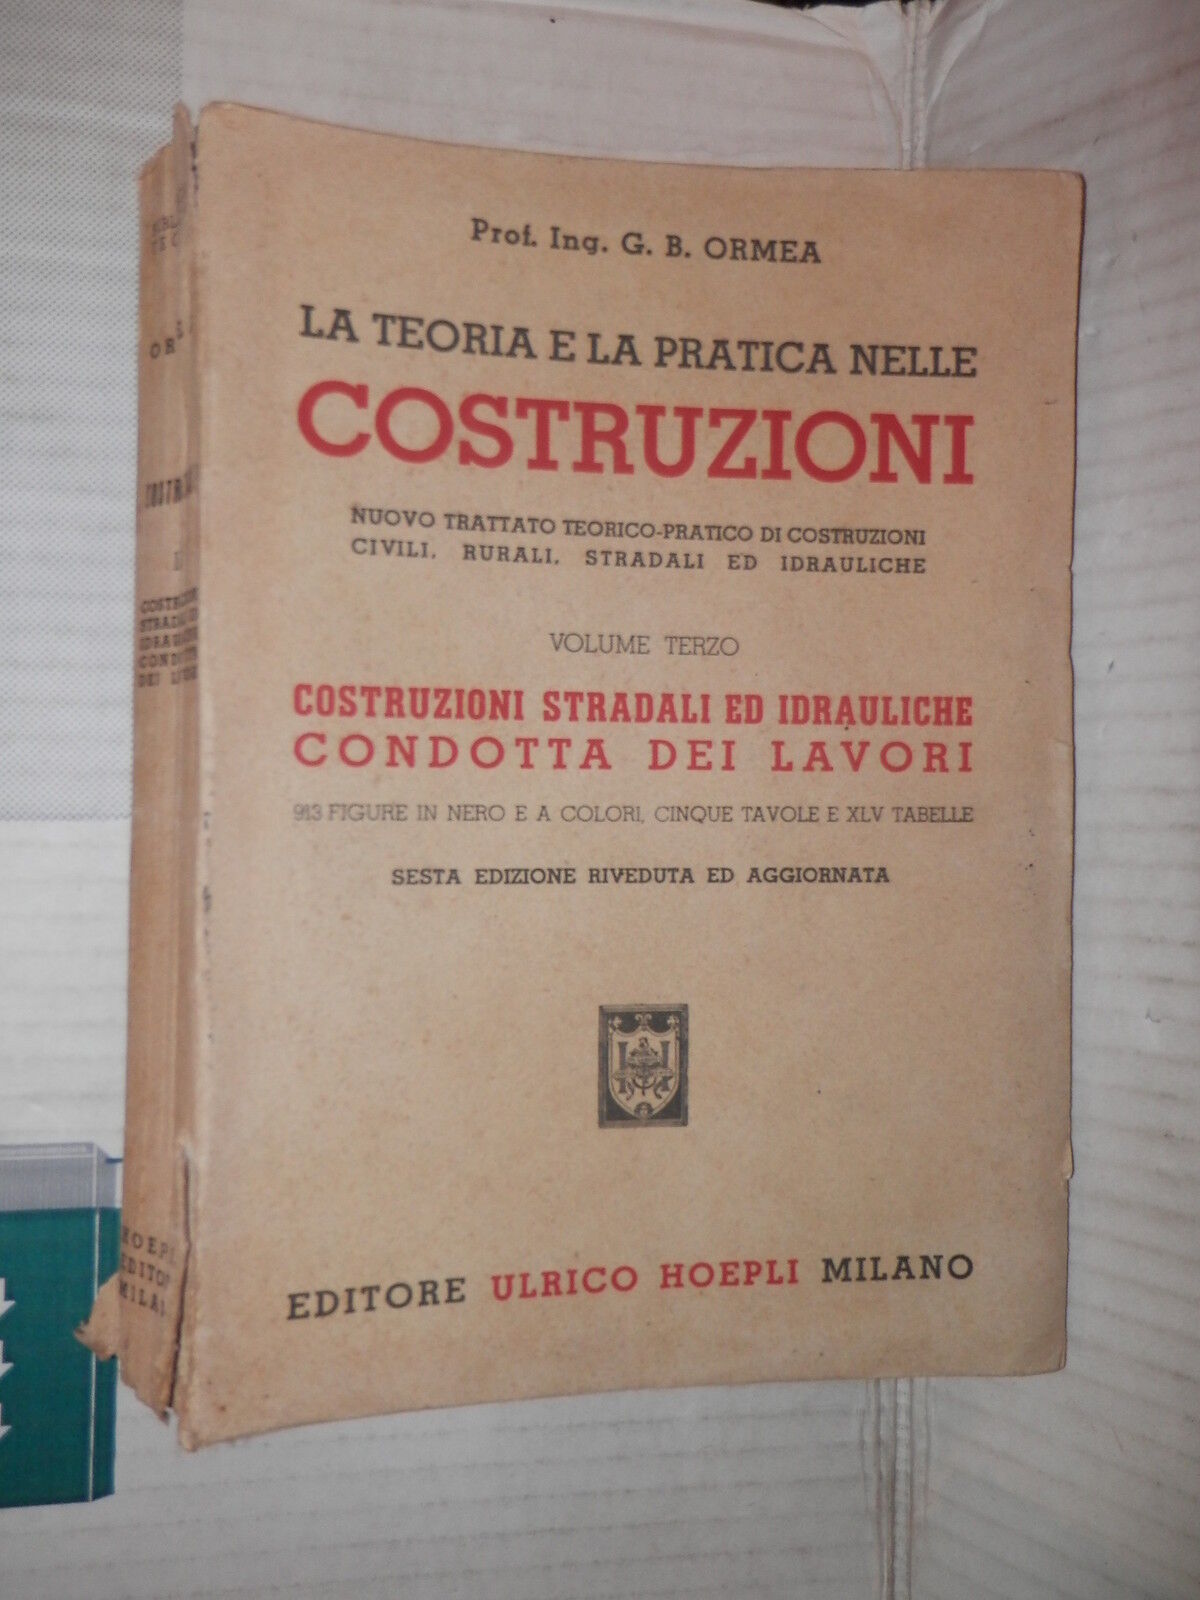 Prof. Ing. G. B. ORMEA
LA TEORIA E LA PRATICA NELLE
COSTRUZIONI
NUOVO TRATTATO TEORICO-PRATICO DI COSTRUZIONI
CIVILI, RURALI, STRADALI ED IDRAULICHE
VOLUME TERZO
COSTRUZIONI STRADALI ED IDRAULICHE
CONDOTTA DEI LAVORI
913 FIGURE IN NERO E A COLORI, CINQUE TAVOLE E XLV TABELLE
SESTA EDIZIONE RIVEDUTA ED AGGIORNATA
EDITORE ULRICO HOEPLI MILANO